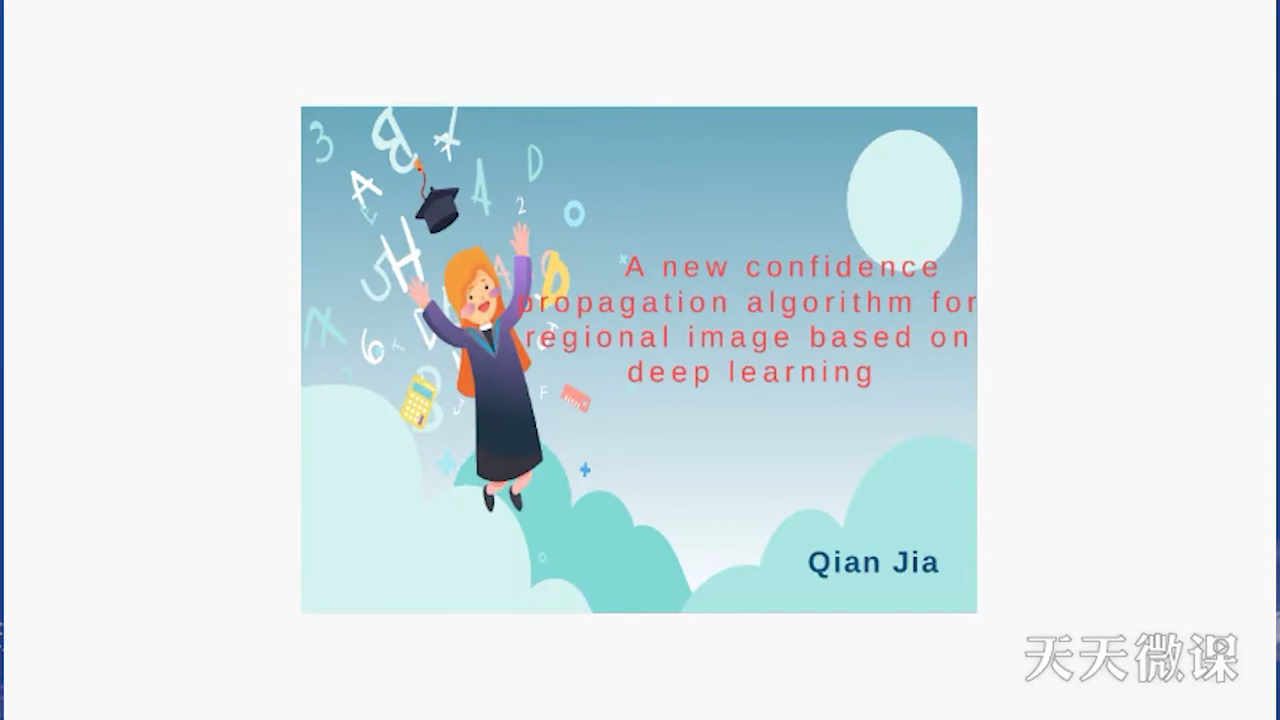 A new confidence
propagation algorithm for
regional image based on
deep learning
Qian Jia
天天微课